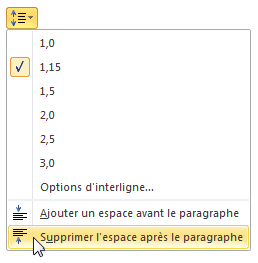 1,0
1,15
1,5
2,0
2,5
3,0
Options d'interligne...
Ajouter un espace avant le paragraphe
Supprimer l'espace après le paragraphe